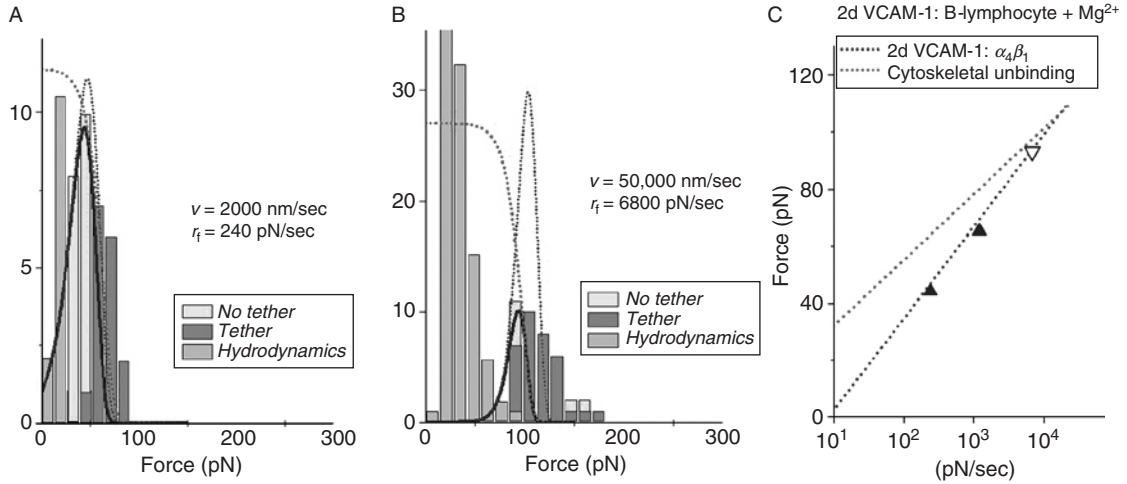 A
10
5
0
v = 2000 nm/sec
rf = 240 pN/sec
No tether
Tether
Hydrodynamics
0
100
200
300
Force (pN)
B
30
20
10
0
v = 50,000 nm/sec
rf = 6800 pN/sec
No tether
Tether
Hydrodynamics
0
100
200
300
Force (pN)
C
2d VCAM-1: B-lymphocyte + Mg²⁺
2d VCAM-1: α₄β₁
Cytoskeletal unbinding
Force (pN)
120
80
40
0
10¹
10²
10³
10⁴
(pN/sec)